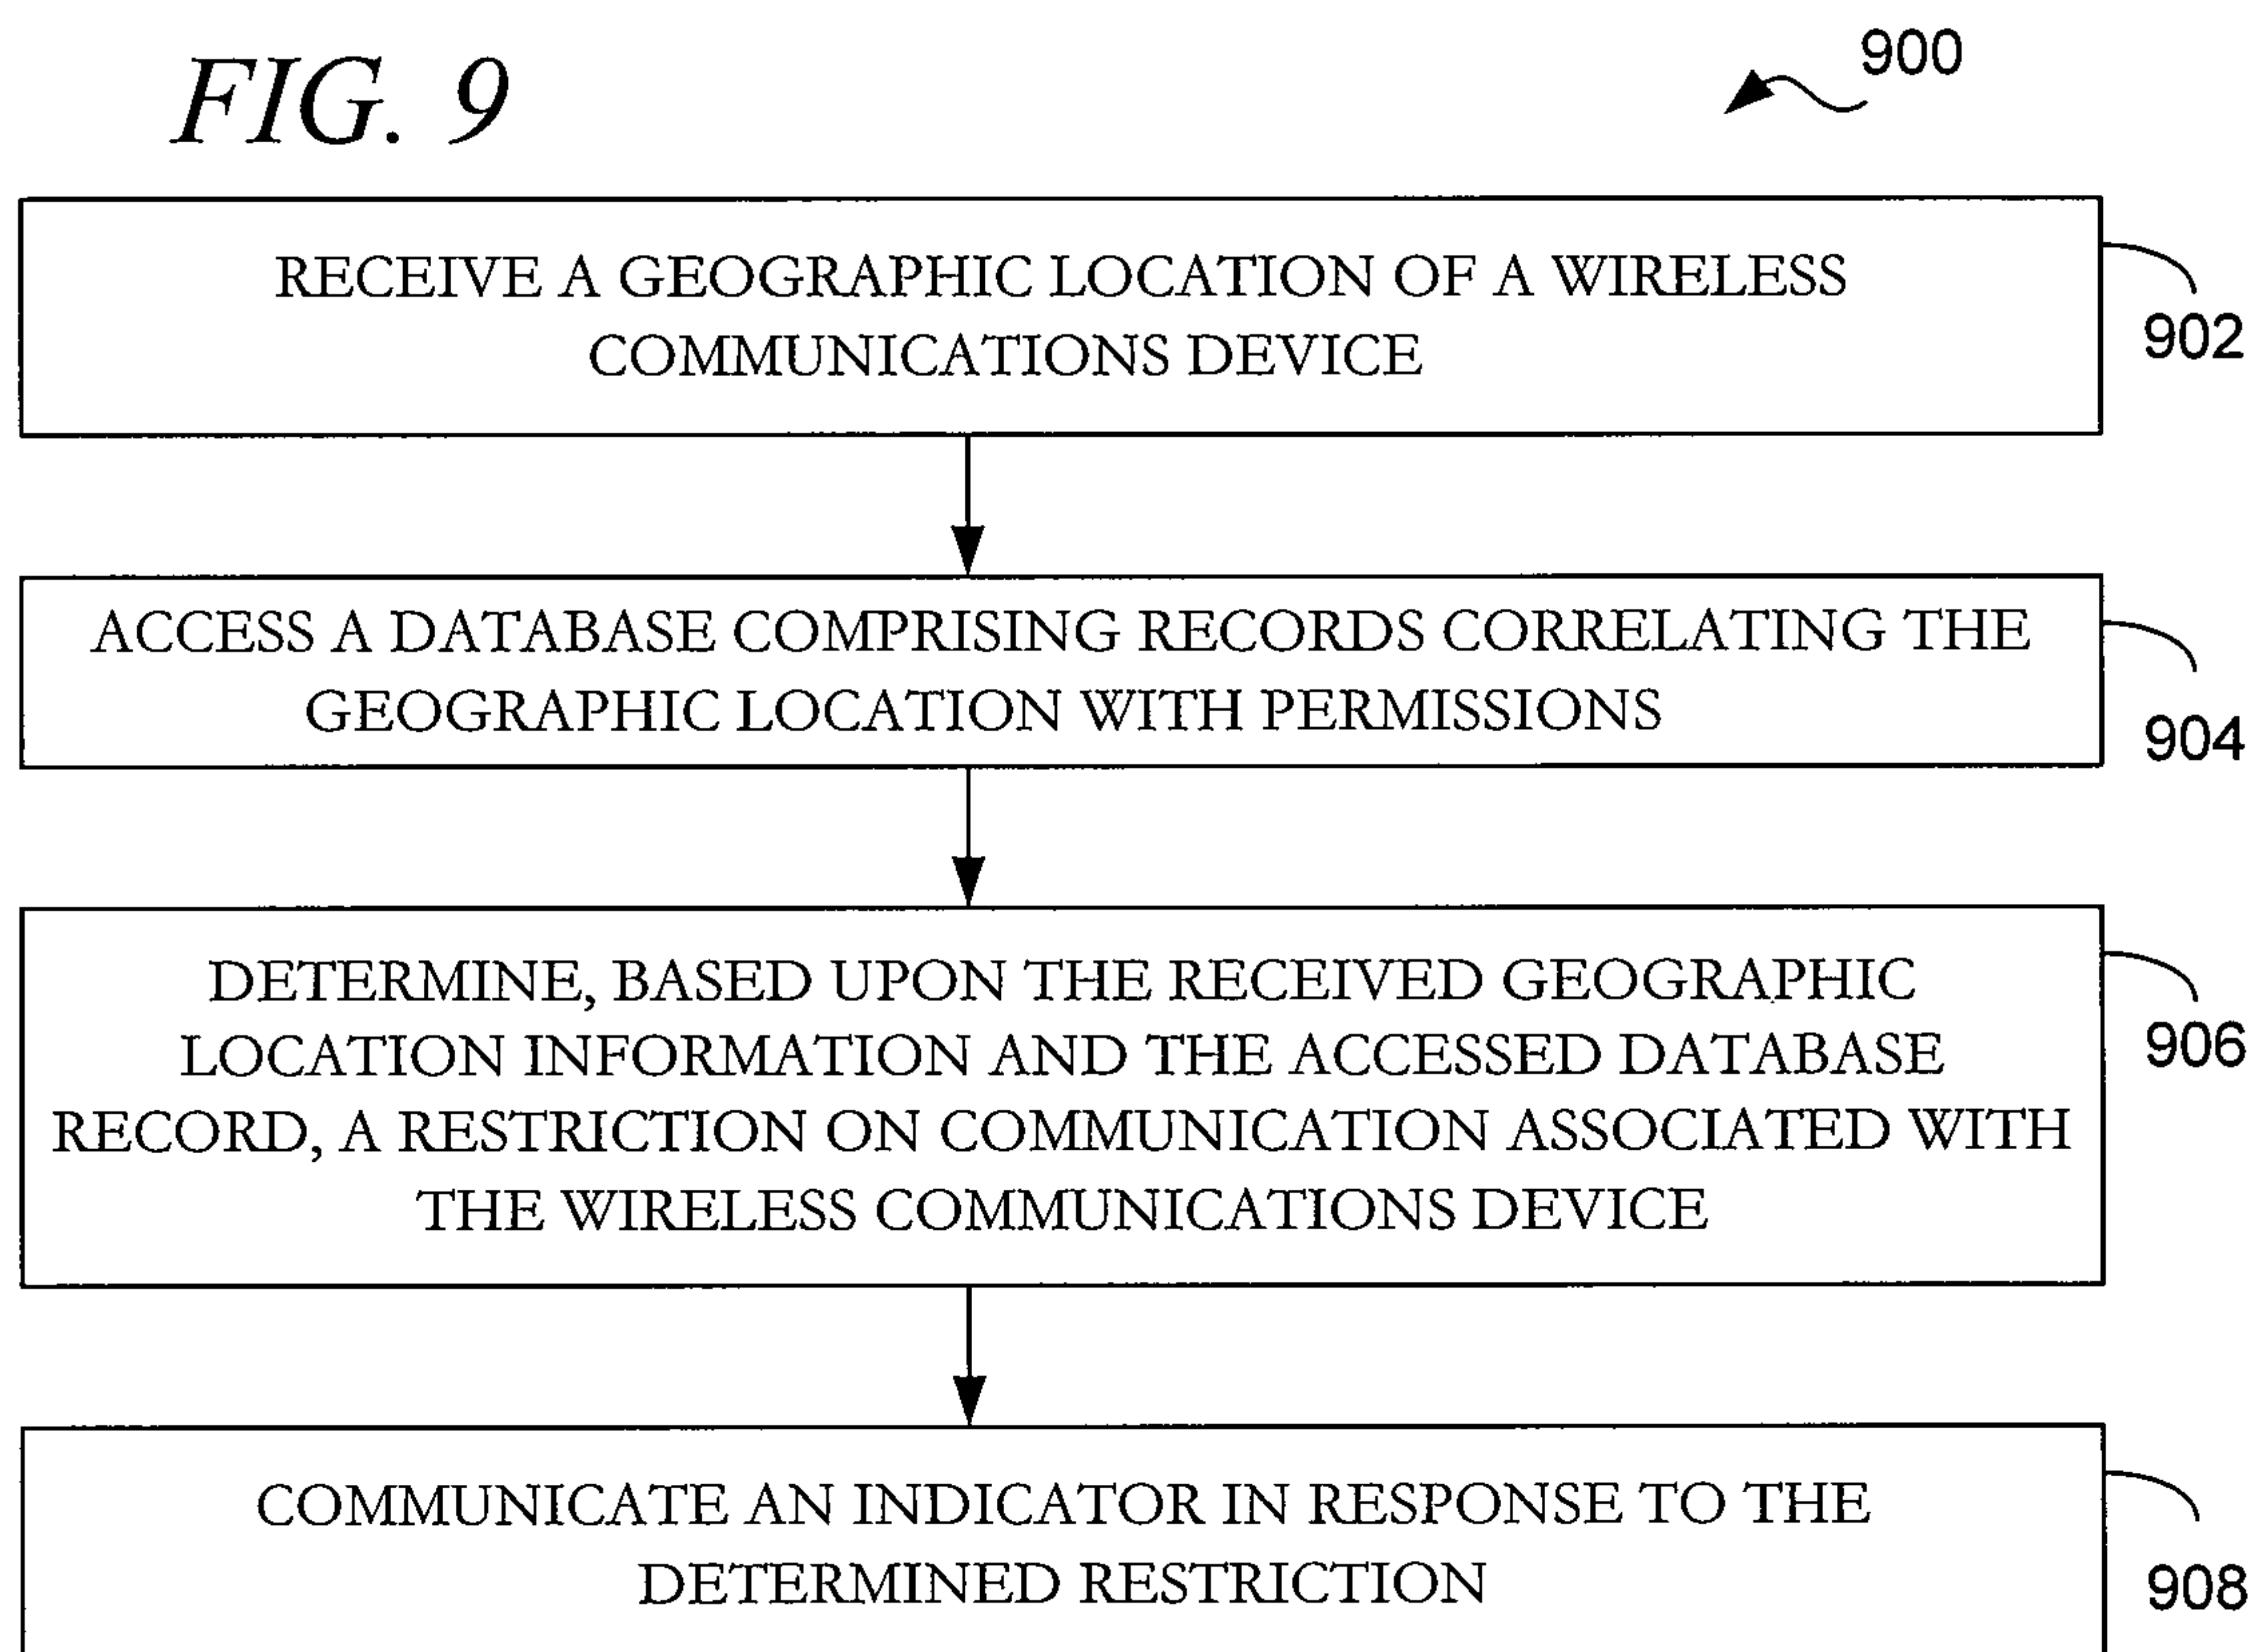 FIG. 9
900
RECEIVE A GEOGRAPHIC LOCATION OF A WIRELESS
COMMUNICATIONS DEVICE
902
ACCESS A DATABASE COMPRISING RECORDS CORRELATING THE
GEOGRAPHIC LOCATION WITH PERMISSIONS
904
DETERMINE, BASED UPON THE RECEIVED GEOGRAPHIC
LOCATION INFORMATION AND THE ACCESSED DATABASE
RECORD, A RESTRICTION ON COMMUNICATION ASSOCIATED WITH
THE WIRELESS COMMUNICATIONS DEVICE
906
COMMUNICATE AN INDICATOR IN RESPONSE TO THE
DETERMINED RESTRICTION
908